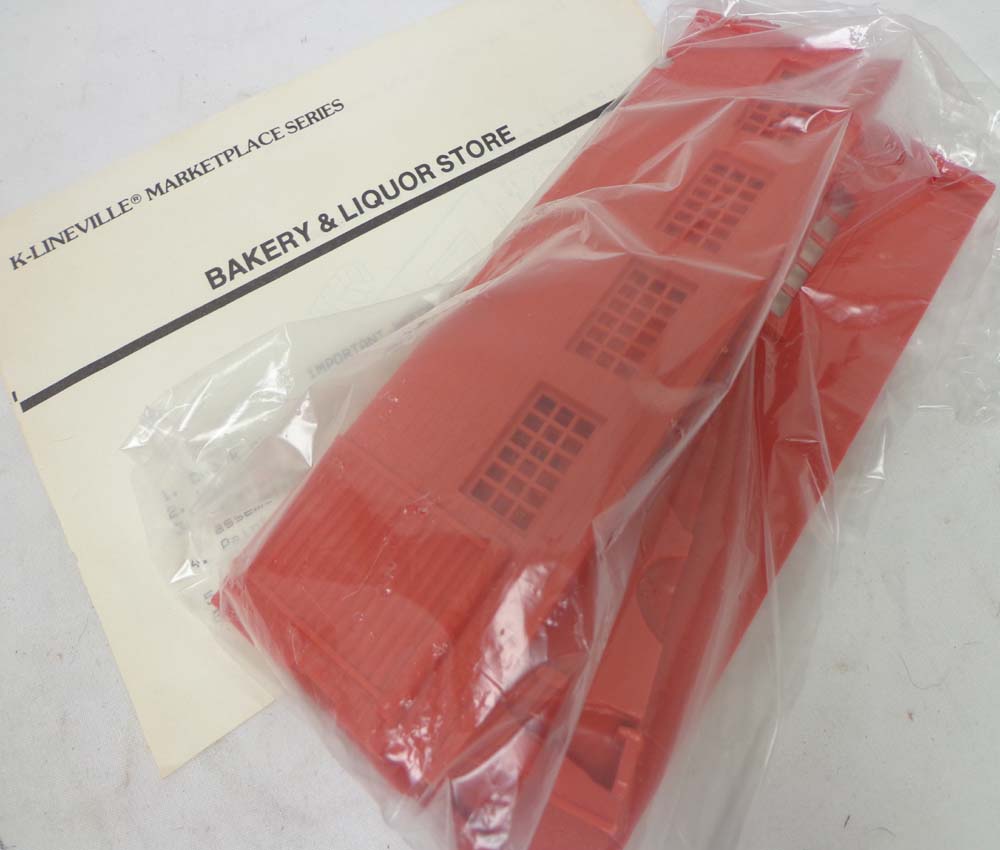 K-LINEVILLE® MARKETPLACE SERIES
BAKERY & LIQUOR STORE
IMPORTANT